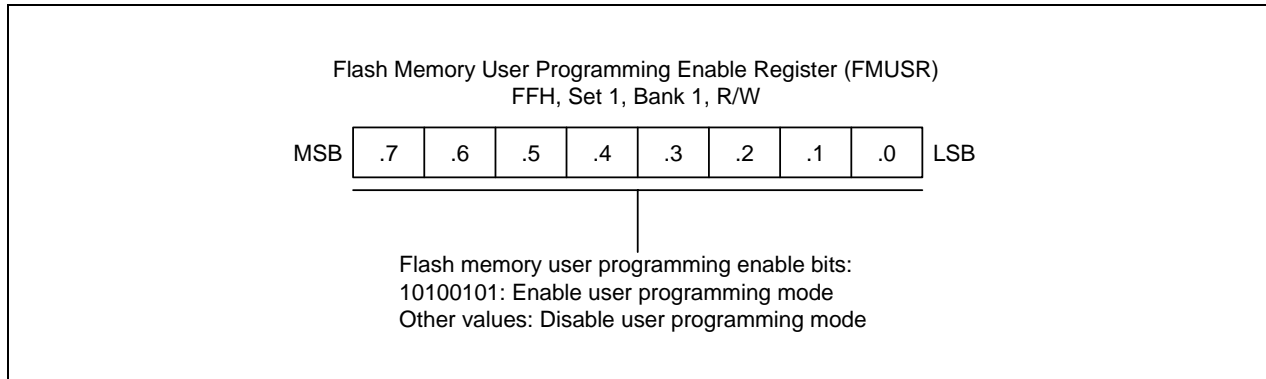 Flash Memory User Programming Enable Register (FMUSR)
FFH, Set 1, Bank 1, R/W
MSB .7 .6 .5 .4 .3 .2 .1 .0 LSB
Flash memory user programming enable bits:
10100101: Enable user programming mode
Other values: Disable user programming mode